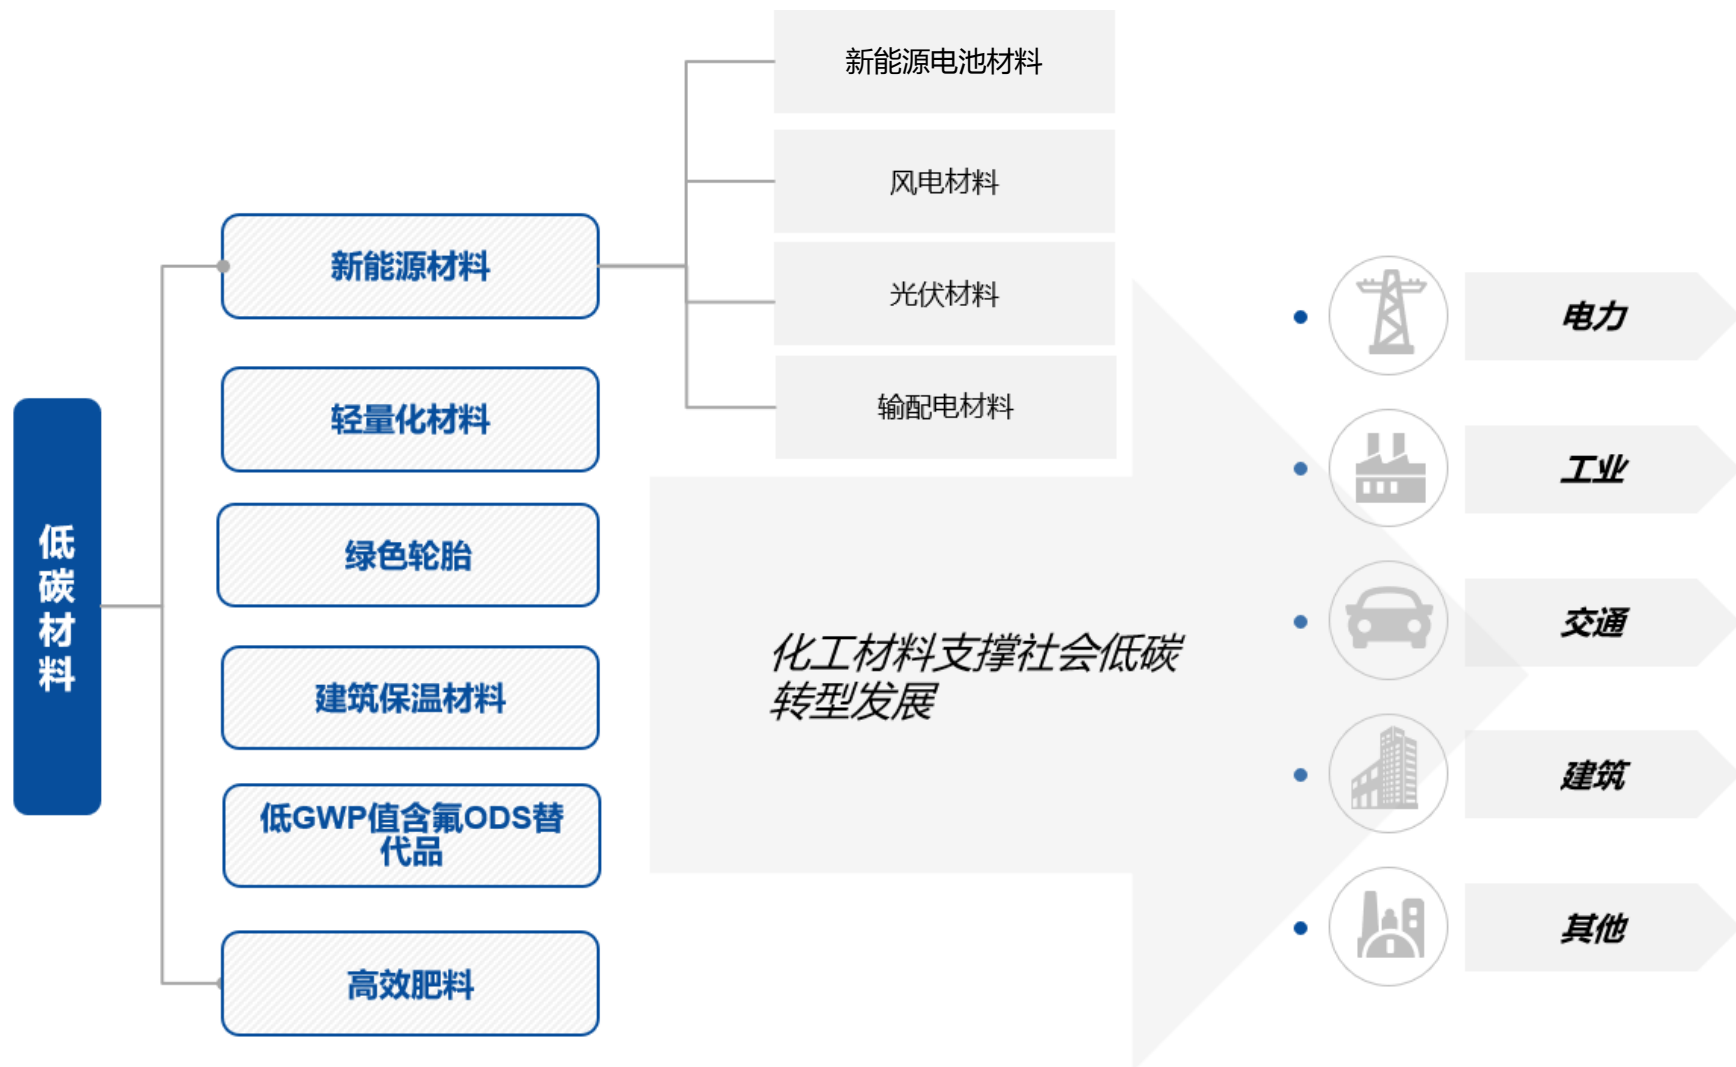 低碳材料
新能源材料
轻量化材料
绿色轮胎
建筑保温材料
低GWP值含氟ODS替
代品
高效肥料
新能源电池材料
风电材料
光伏材料
输配电材料
化工材料支撑社会低碳
转型发展
电力
工业
交通
建筑
其他